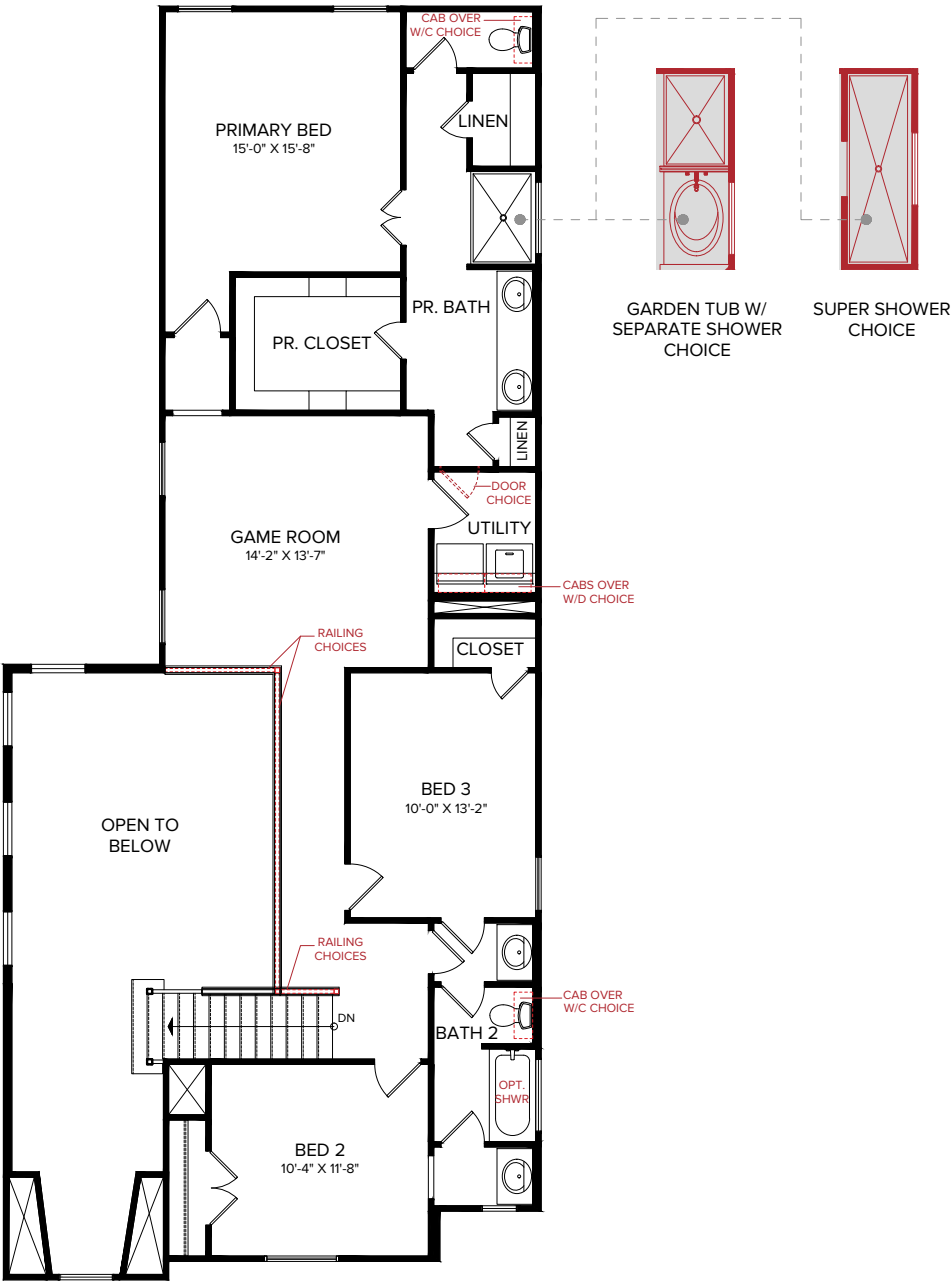 CAB OVER
W/C CHOICE
LINEN
PRIMARY BED
15'-0" X 15'-8"
PR. BATH
PR. CLOSET
GARDEN TUB W/
SEPARATE SHOWER
CHOICE
SUPER SHOWER
CHOICE
LINEN
DOOR
CHOICE
UTILITY
GAME ROOM
14'-2" X 13'-7"
CABS OVER
W/D CHOICE
RAILING
CHOICES
CLOSET
BED 3
10'-0" X 13'-2"
OPEN TO
BELOW
RAILING
CHOICES
CAB OVER
W/C CHOICE
DN
BATH 2
OPT.
SHWR
BED 2
10'-4" X 11'-8"